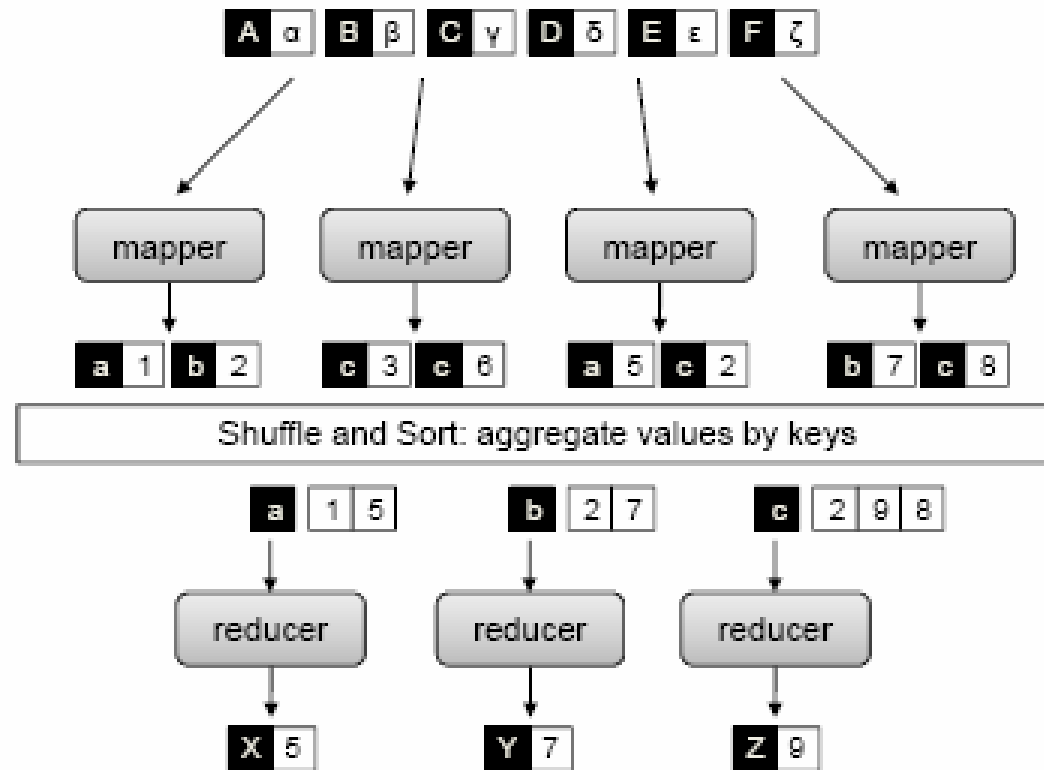 A α B β C γ D δ E ε F ζ
mapper mapper mapper mapper
a 1 b 2 c 3 c 6 a 5 c 2 b 7 c 8
Shuffle and Sort: aggregate values by keys
a 1 5 b 2 7 c 2 9 8
reducer reducer reducer
X 5 Y 7 Z 9